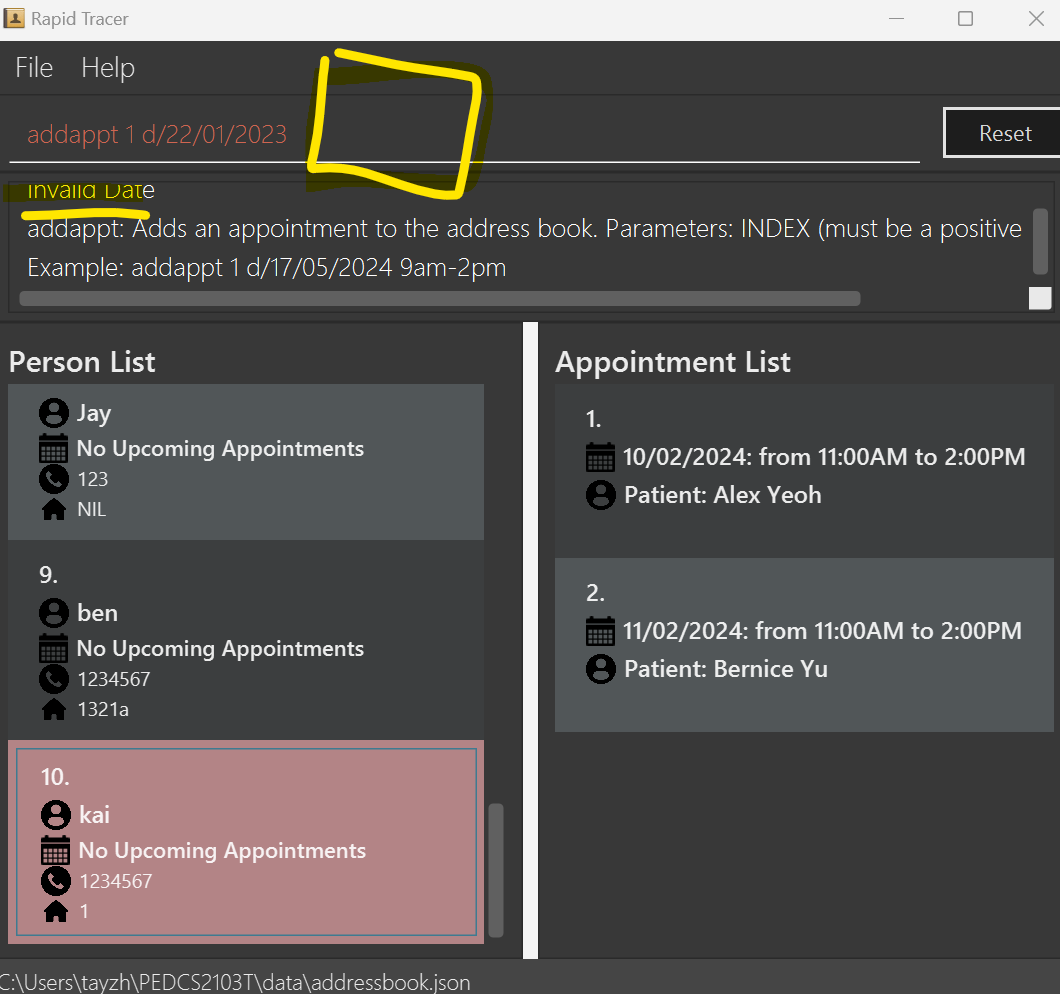 Rapid Tracer
File Help
addappt 1 d/22/01/2023
Reset
Invalid Date
addappt: Adds an appointment to the address book. Parameters: INDEX (must be a positive
Example: addappt 1 d/17/05/2024 9am-2pm
Person List
Jay
No Upcoming Appointments
123
NIL
9.
ben
No Upcoming Appointments
1234567
1321a
10.
kai
No Upcoming Appointments
1234567
1
Appointment List
1.
10/02/2024: from 11:00AM to 2:00PM
Patient: Alex Yeoh
2.
11/02/2024: from 11:00AM to 2:00PM
Patient: Bernice Yu
C:\Users\tayzh\PEDCS2103T\data\addressbook.json